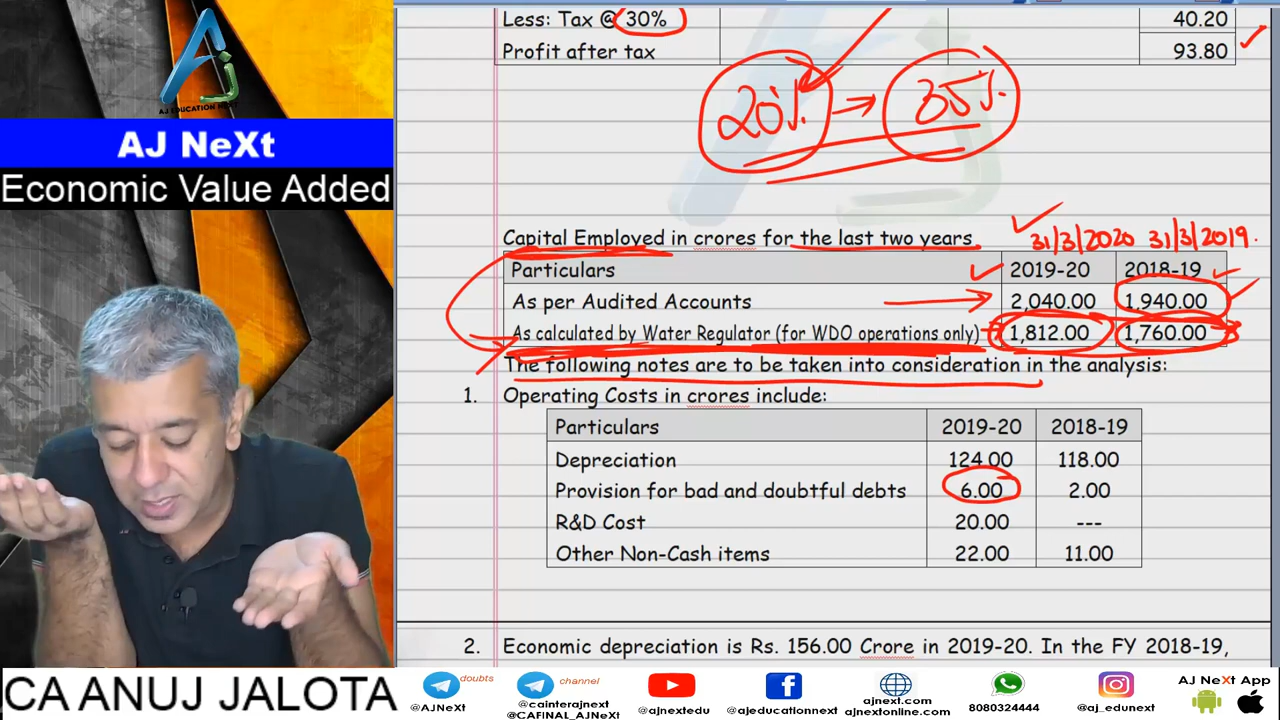 Less: Tax @ 30% 40.20
Profit after tax 93.80
20% → 35%
AJ EDUCATION NEXT
AJ NeXt
Economic Value Added
Capital Employed in crores for the last two years.
31/3/2020 31/3/2019.
Particulars 2019-20 2018-19
As per Audited Accounts 2,040.00 1,940.00
As calculated by Water Regulator (for WDO operations only) 1,812.00 1,760.00
The following notes are to be taken into consideration in the analysis:
1. Operating Costs in crores include:
Particulars 2019-20 2018-19
Depreciation 124.00 118.00
Provision for bad and doubtful debts 6.00 2.00
R&D Cost 20.00 ---
Other Non-Cash items 22.00 11.00
2. Economic depreciation is Rs. 156.00 Crore in 2019-20. In the FY 2018-19,
CA ANUJ JALOTA
doubts
@AJNeXt
channel
@cainterajnext
@CAFINAL_AJNeXt
@ajnextedu
@ajeducationnext
ajnext.com
ajnextonline.com
8080324444
@aj_edunext
AJ NeXt App